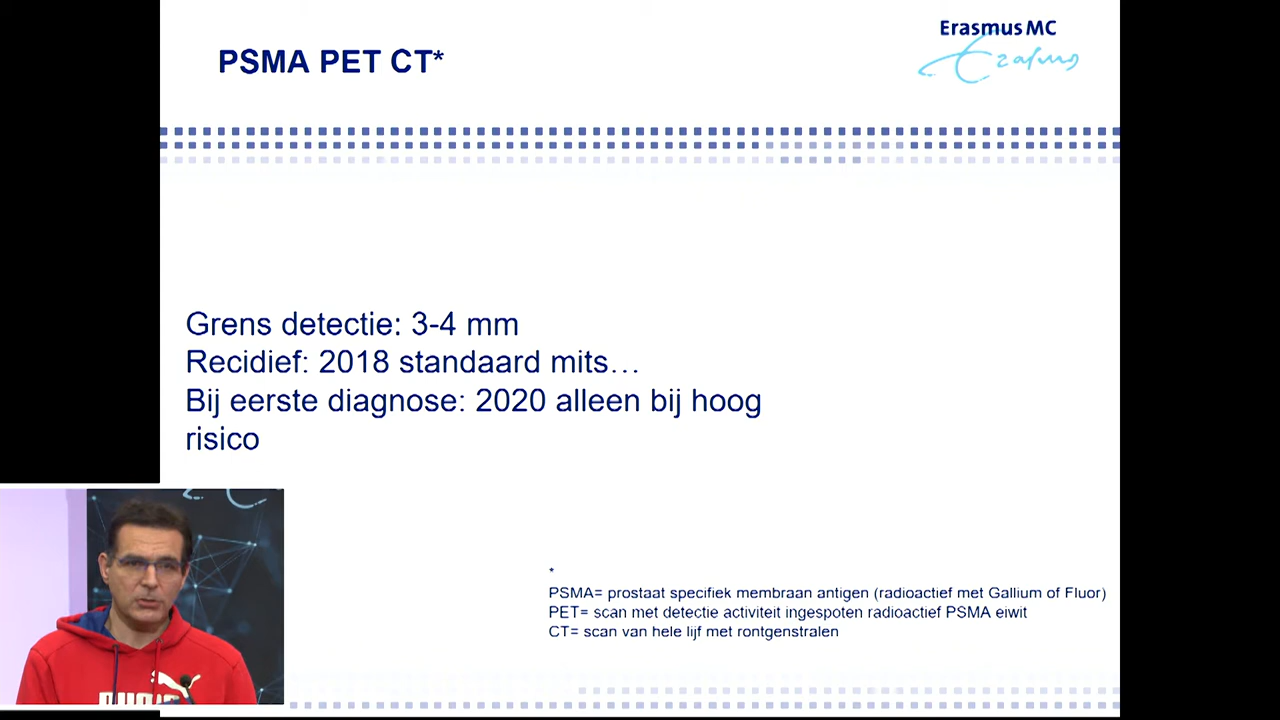 Erasmus MC
Erasmus
PSMA PET CT*
Grens detectie: 3-4 mm
Recidief: 2018 standaard mits…
Bij eerste diagnose: 2020 alleen bij hoog
risico
*
PSMA= prostaat specifiek membraan antigen (radioactief met Gallium of Fluor)
PET= scan met detectie activiteit ingespoten radioactief PSMA eiwit
CT= scan van hele lijf met rontgenstralen